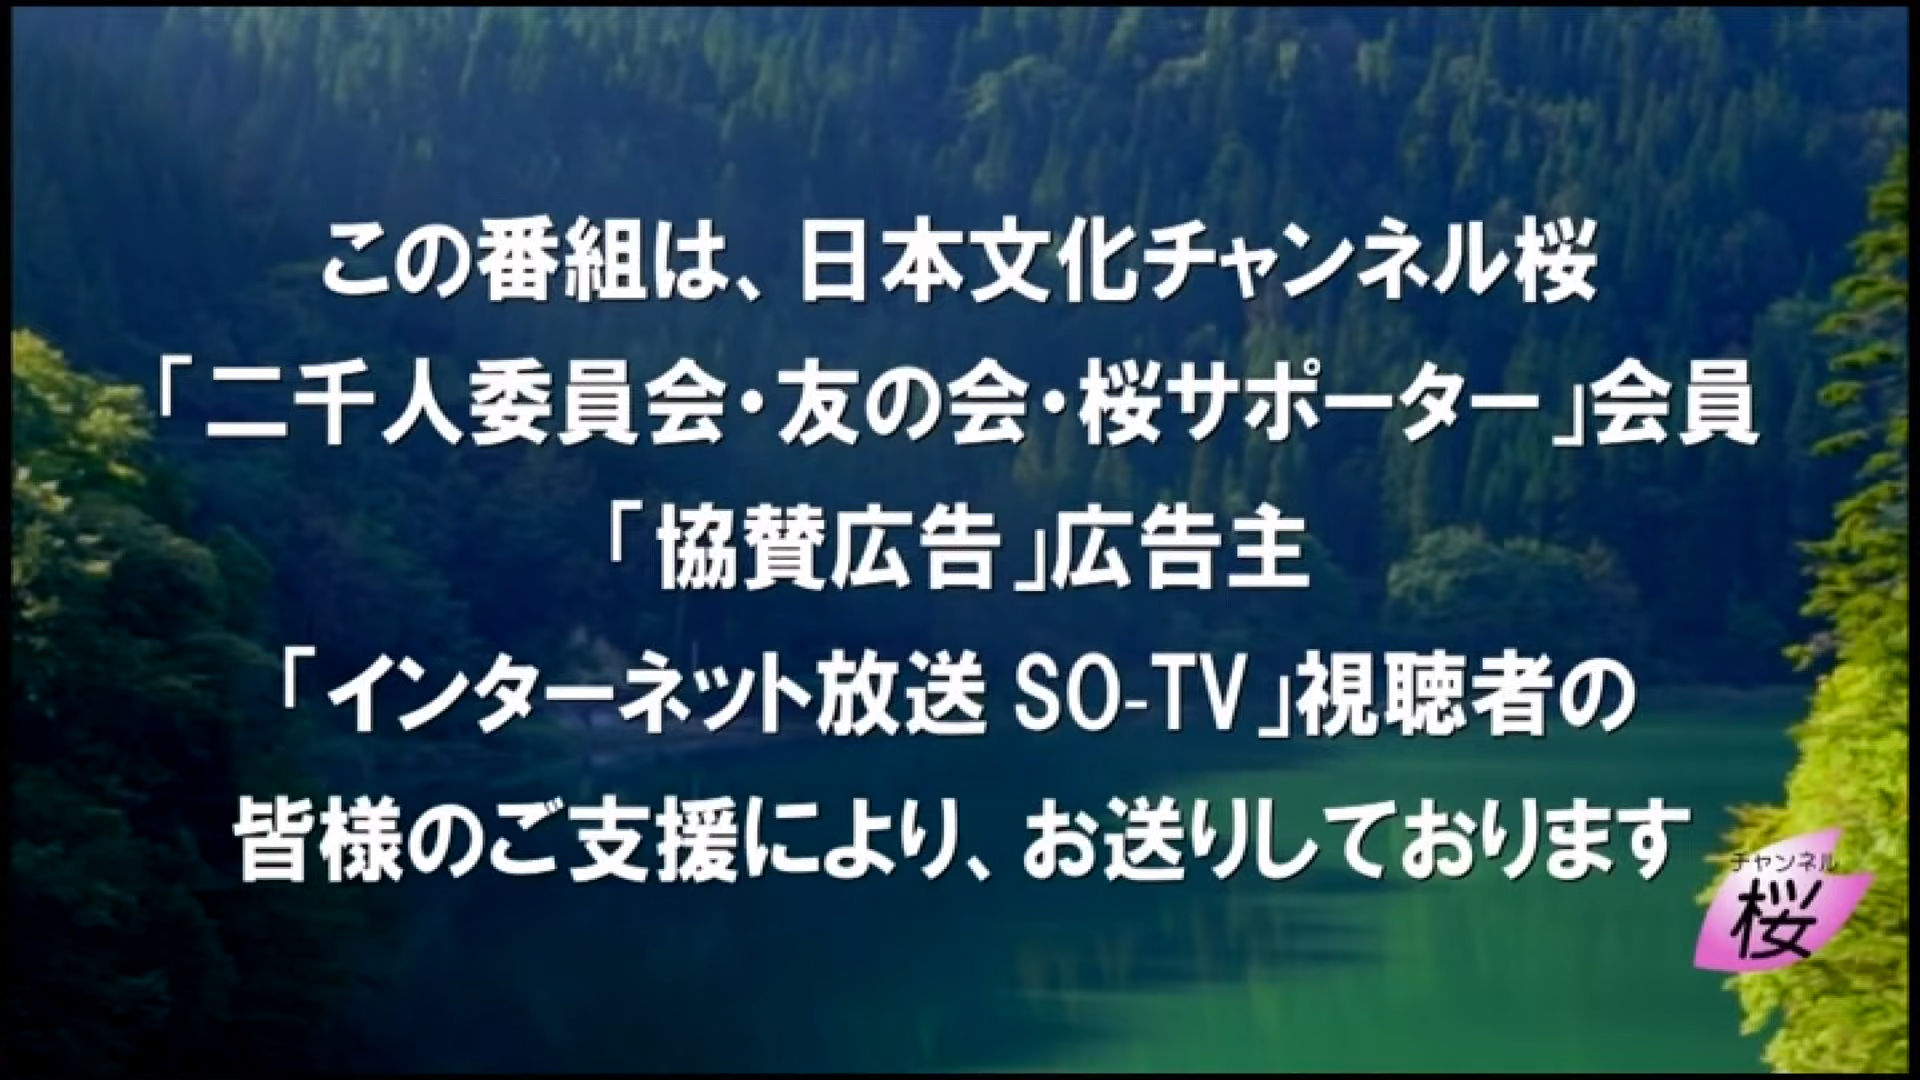 この番組は、日本文化チャンネル桜
「二千人委員会・友の会・桜サポーター」会員
「協賛広告」広告主
「インターネット放送 SO-TV」視聴者の
皆様のご支援により、お送りしております
チャンネル
桜